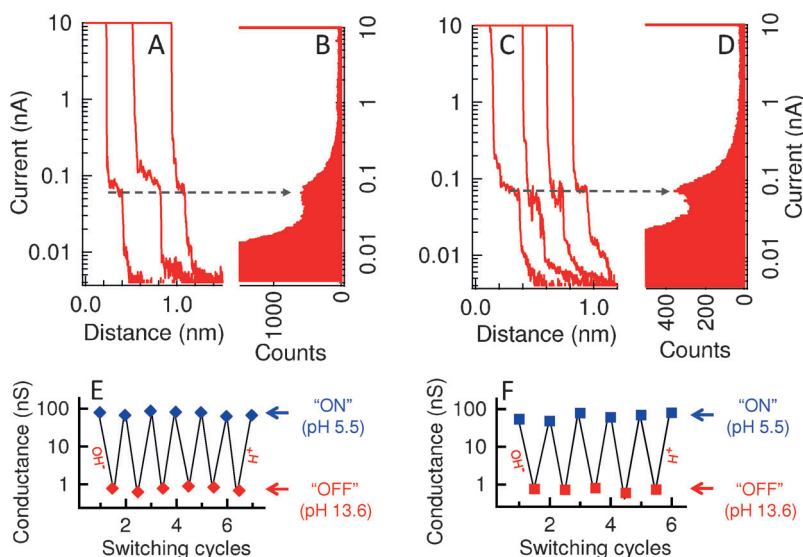 A
B
C
D
10
1
0.1
0.01
Current (nA)
0.0
1.0
Distance (nm)
10
1
0.1
0.01
1000
0
Counts
10
1
0.1
0.01
Current (nA)
0.0
1.0
Distance (nm)
10
1
0.1
0.01
Current (nA)
400
200
0
Counts
E
100
10
1
Conductance (nS)
OH-
H+
2
4
6
Switching cycles
“ON”
(pH 5.5)
“OFF”
(pH 13.6)
F
100
10
1
Conductance (nS)
OH-
H+
2
4
6
Switching cycles
“ON”
(pH 5.5)
“OFF”
(pH 13.6)